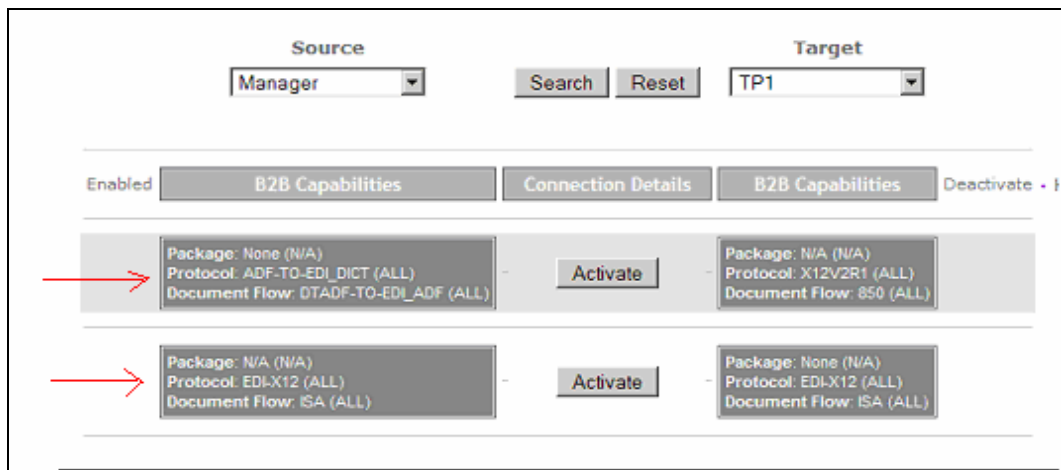 Source Target
Manager Search Reset TP1
Enabled B2B Capabilities Connection Details B2B Capabilities Deactivate -
Package: None (N/A)
Protocol: ADF-TO-EDI_DICT (ALL)
Document Flow: DTADF-TO-EDI_ADF (ALL)
- Activate -
Package: N/A (N/A)
Protocol: X12V2R1 (ALL)
Document Flow: 850 (ALL)
Package: N/A (N/A)
Protocol: EDI-X12 (ALL)
Document Flow: ISA (ALL)
- Activate -
Package: None (N/A)
Protocol: EDI-X12 (ALL)
Document Flow: ISA (ALL)